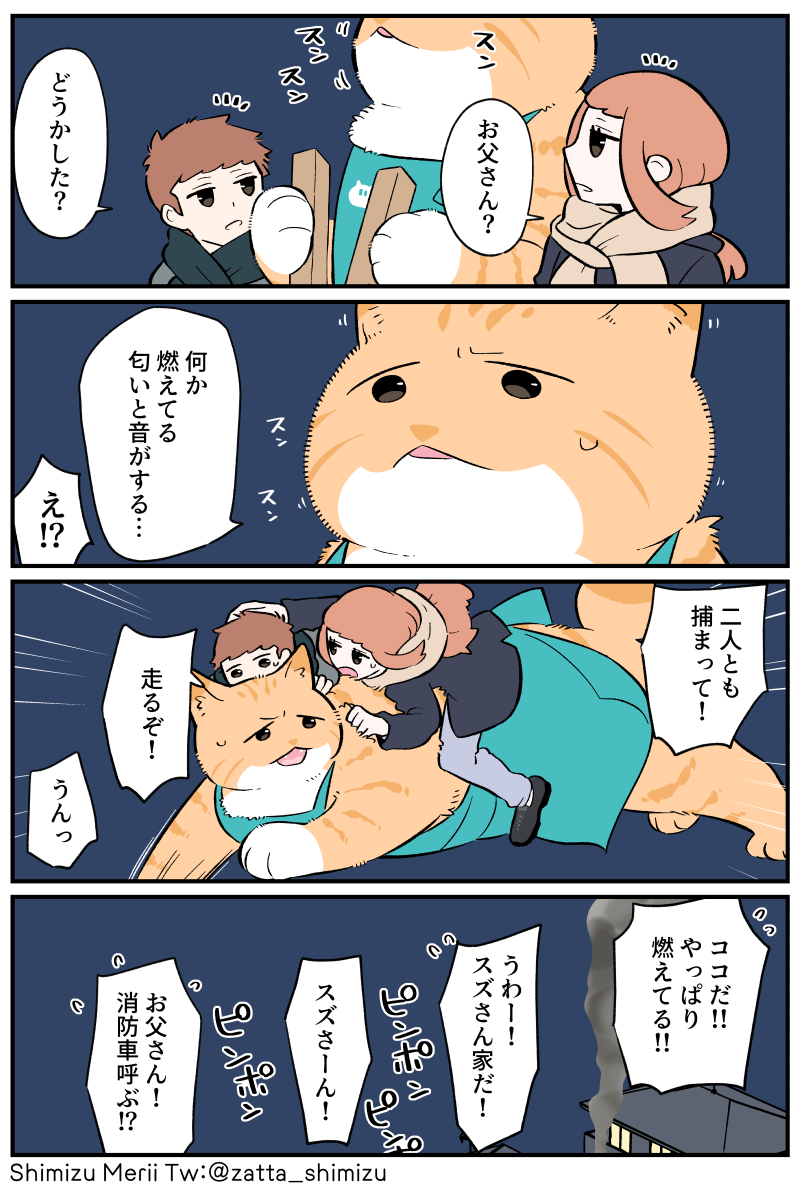 スン
スン
スン
お父さん？
どうかした？
何か
燃えてる
匂いと音がする…
スン
スン
え!?
二人とも
捕まって！
走るぞ！
うんっ
ココだ!!
やっぱり
燃えてる!!
うわー！
スズさん家だ！
ピンポン
ピンポ
スズさーん！
ピンポン
お父さん！
消防車呼ぶ!?
Shimizu Merii Tw:@zatta_shimizu